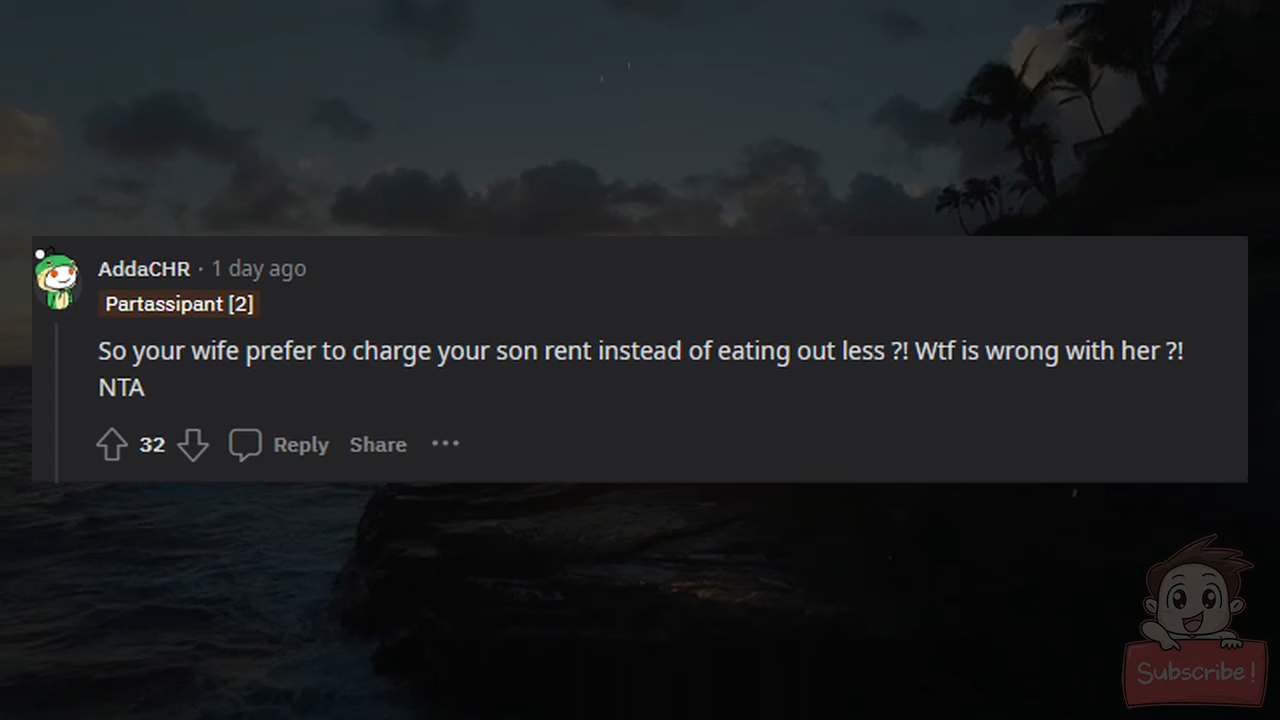 AddaCHR · 1 day ago
Partassipant [2]
So your wife prefer to charge your son rent instead of eating out less ?! Wtf is wrong with her ?!
NTA
32 Reply Share •••
Subscribe!